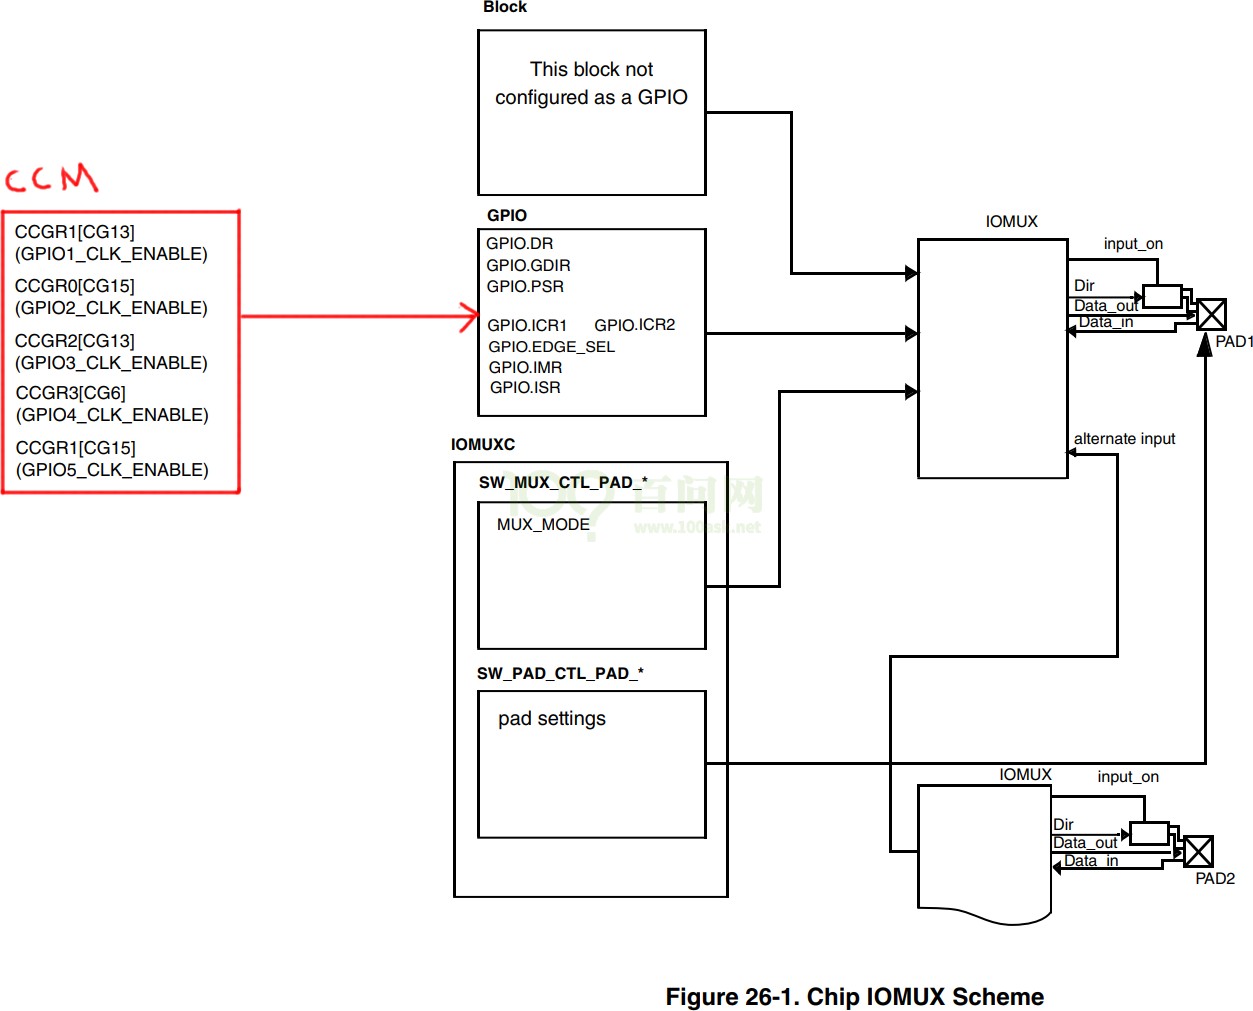 Block
This block not
configured as a GPIO
CCM
CCGR1[CG13]
(GPIO1_CLK_ENABLE)
CCGR0[CG15]
(GPIO2_CLK_ENABLE)
CCGR2[CG13]
(GPIO3_CLK_ENABLE)
CCGR3[CG6]
(GPIO4_CLK_ENABLE)
CCGR1[CG15]
(GPIO5_CLK_ENABLE)
GPIO
GPIO.DR
GPIO.GDIR
GPIO.PSR
GPIO.ICR1 GPIO.ICR2
GPIO.EDGE_SEL
GPIO.IMR
GPIO.ISR
IOMUX
input_on
Dir
Data_out
Data_in
PAD1
alternate input
IOMUXC
SW_MUX_CTL_PAD_*
MUX_MODE
100 百问网
www.100ask.net
SW_PAD_CTL_PAD_*
pad settings
IOMUX
input_on
Dir
Data_out
Data_in
PAD2
Figure 26-1. Chip IOMUX Scheme